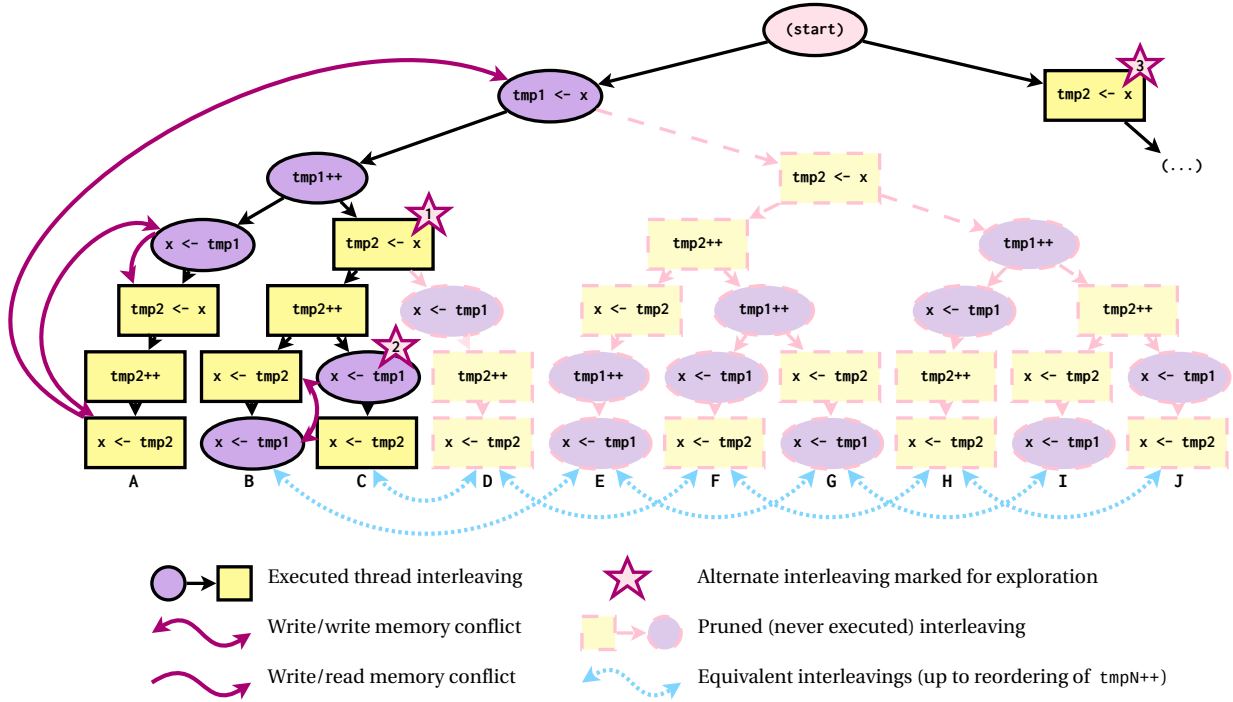 (start)
3
tmp1 <- x
tmp2 <- x
(...)
tmp1++
tmp2 <- x
1
x <- tmp1
tmp2 <- x
tmp2++
tmp1++
tmp2 <- x
tmp2++
x <- tmp1
x <- tmp2
tmp1++
x <- tmp1
tmp2++
2
tmp2++
x <- tmp2
x <- tmp1
tmp2++
tmp1++
x <- tmp1
x <- tmp2
tmp2++
x <- tmp2
x <- tmp1
x <- tmp2
x <- tmp1
x <- tmp2
x <- tmp2
x <- tmp1
x <- tmp2
x <- tmp1
x <- tmp2
x <- tmp1
x <- tmp2
A B C D E F G H I J
Executed thread interleaving
Alternate interleaving marked for exploration
Write/write memory conflict
Pruned (never executed) interleaving
Write/read memory conflict
Equivalent interleavings (up to reordering of tmpN++)